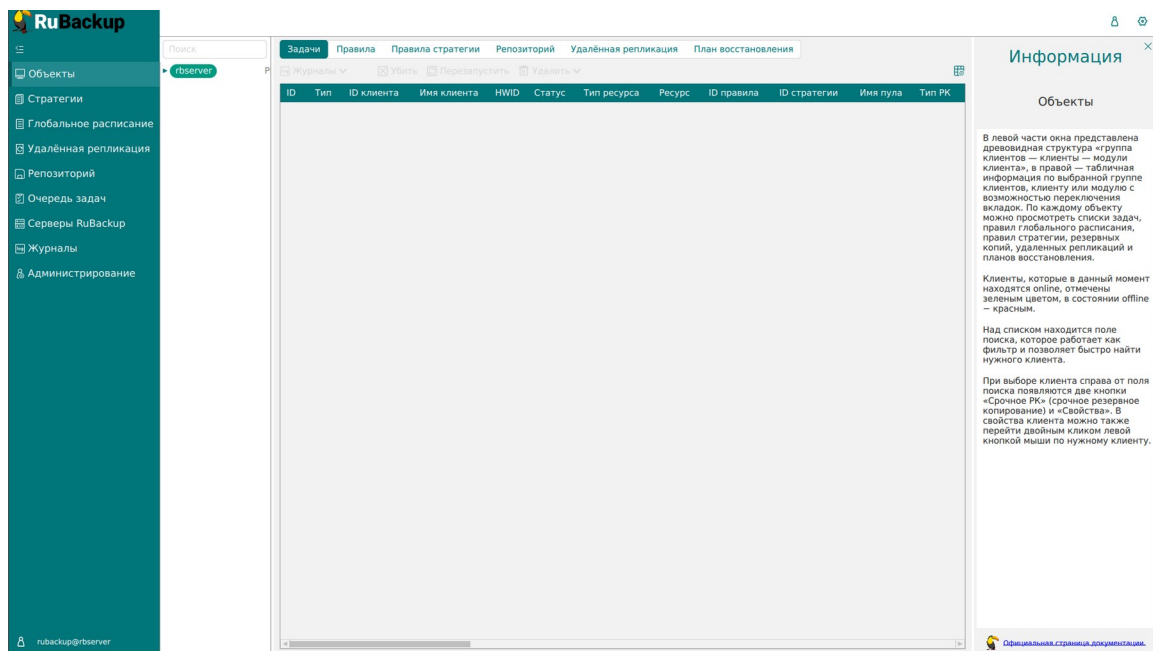 RuBackup
Объекты
Стратегии
Глобальное расписание
Удалённая репликация
Репозиторий
Очередь задач
Серверы RuBackup
Журналы
Администрирование
rubackup@rbserver
Поиск
rbserver
Р
Задачи Правила Правила стратегии Репозиторий Удалённая репликация План восстановления
Журналы Убить Перезапустить Удалить
ID Тип ID клиента Имя клиента HWID Статус Тип ресурса Ресурс ID правила ID стратегии Имя пула Тип РК
Информация
Объекты
В левой части окна представлена
древовидная структура «группа
клиентов — клиенты — модули
клиента», в правой — табличная
информация по выбранной группе
клиентов, клиенту или модулю с
возможностью переключения
вкладок. По каждому объекту
можно просмотреть списки задач,
правил глобального расписания,
правил стратегии, резервных
копий, удаленных репликаций и
планов восстановления.
Клиенты, которые в данный момент
находятся online, отмечены
зеленым цветом, в состоянии offline
— красным.
Над списком находится поле
поиска, которое работает как
фильтр и позволяет быстро найти
нужного клиента.
При выборе клиента справа от поля
поиска появляются две кнопки
«Срочное РК» (срочное резервное
копирование) и «Свойства». В
свойства клиента можно также
перейти двойным кликом левой
кнопкой мыши по нужному клиенту.
Официальная страница документации.